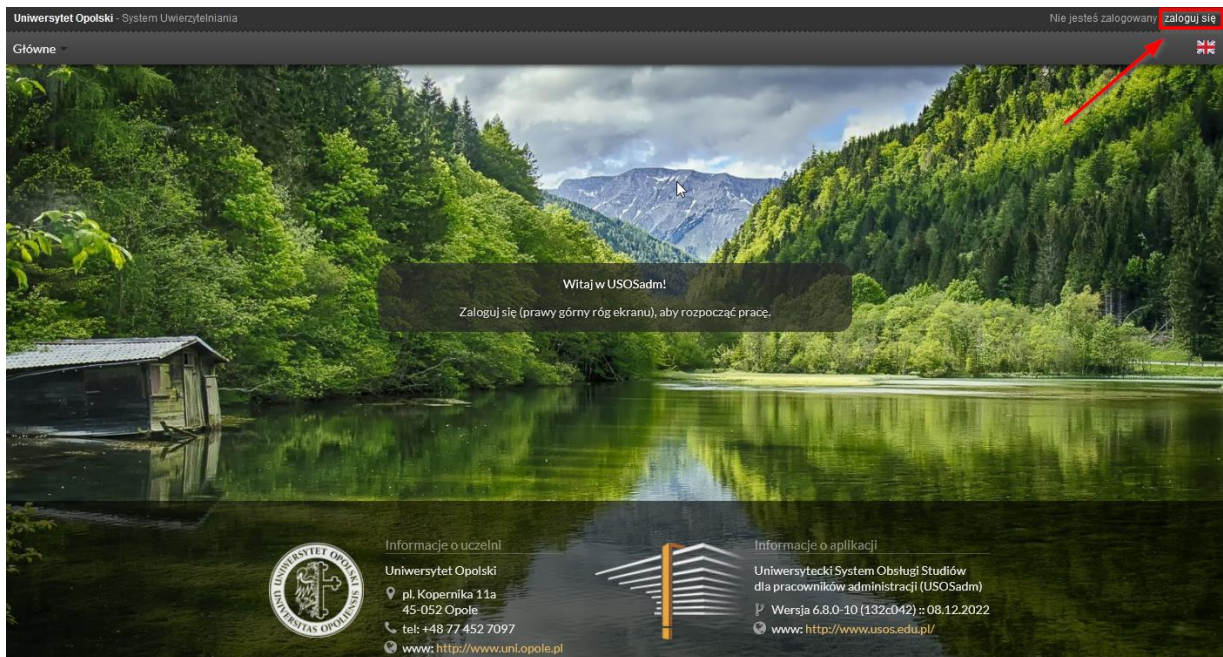 Uniwersytet Opolski - System Uwierzytelniania
Nie jesteś zalogowany zaloguj się
Główne
Witaj w USOSadm!
Zaloguj się (prawy górny róg ekranu), aby rozpocząć pracę.
UNIWERSYTET OPOLSKI
UNIVERSITAS OPOLIENSIS
Informacje o uczelni
Uniwersytet Opolski
pl. Kopernika 11a
45-052 Opole
tel: +48 77 452 7097
www: http://www.uni.opole.pl
Informacje o aplikacji
Uniwersytecki System Obsługi Studiów
dla pracowników administracji (USOSadm)
Wersja 6.8.0-10 (132c042) :: 08.12.2022
www: http://www.usos.edu.pl/